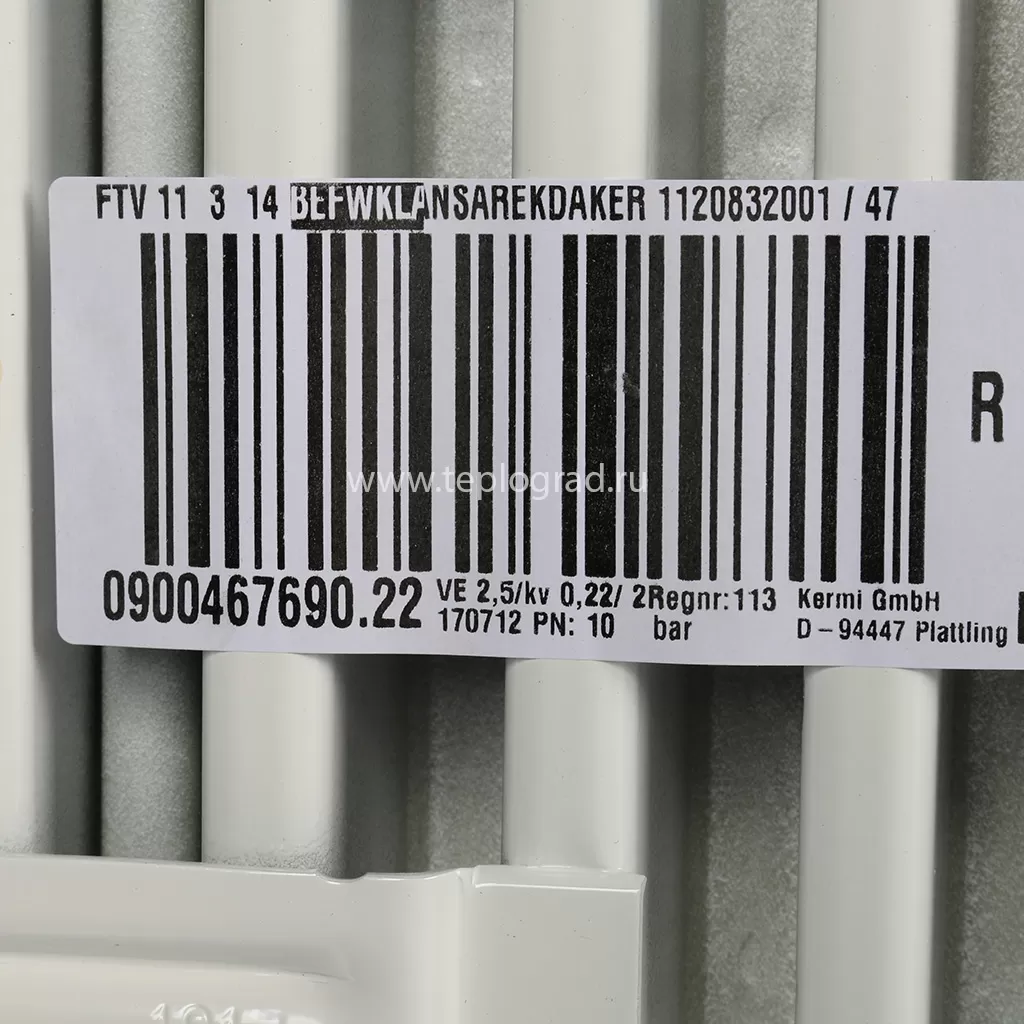 FTV 11 3 14 BEFWKLANSAREKDAKER 1120832001 / 47
R
www.teplograd.ru
0900467690.22
VE 2,5/kv 0,22/ 2Regnr:113 Kermi GmbH
170712 PN: 10 bar D-94447 Plattling